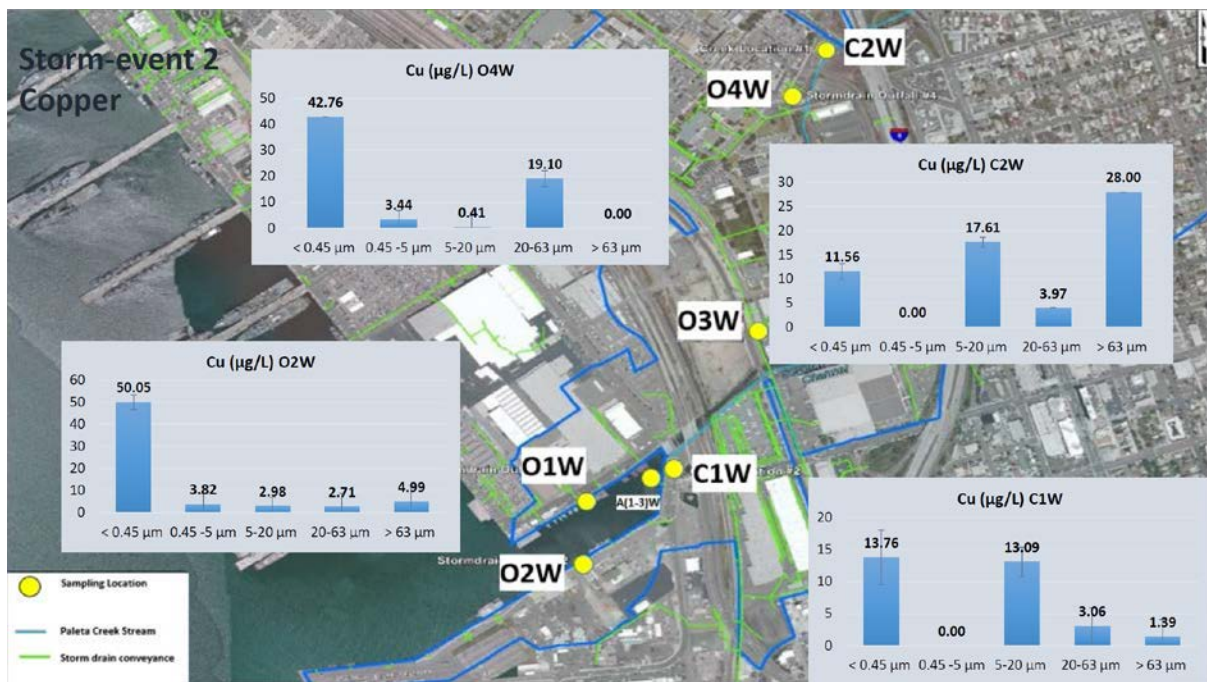 Storm-event 2
Copper
Cu (µg/L) O4W
50
40
30
20
10
0
42.76
3.44
0.41
19.10
0.00
< 0.45 µm
0.45 -5 µm
5-20 µm
20-63 µm
> 63 µm
C2W
Creek Location #1
O4W
Stormdrain Outfall #4
Cu (µg/L) C2W
30
25
20
15
10
5
0
11.56
0.00
17.61
3.97
28.00
< 0.45 µm
0.45 -5 µm
5-20 µm
20-63 µm
> 63 µm
O3W
Cu (µg/L) O2W
60
50
40
30
20
10
0
50.05
3.82
2.98
2.71
4.99
< 0.45 µm
0.45 -5 µm
5-20 µm
20-63 µm
> 63 µm
O1W
C1W
A(1-3)W
O2W
Stormdrain
Cu (µg/L) C1W
20
15
10
5
0
13.76
0.00
13.09
3.06
1.39
< 0.45 µm
0.45 -5 µm
5-20 µm
20-63 µm
> 63 µm
Sampling Location
Paleta Creek Stream
Storm drain conveyance